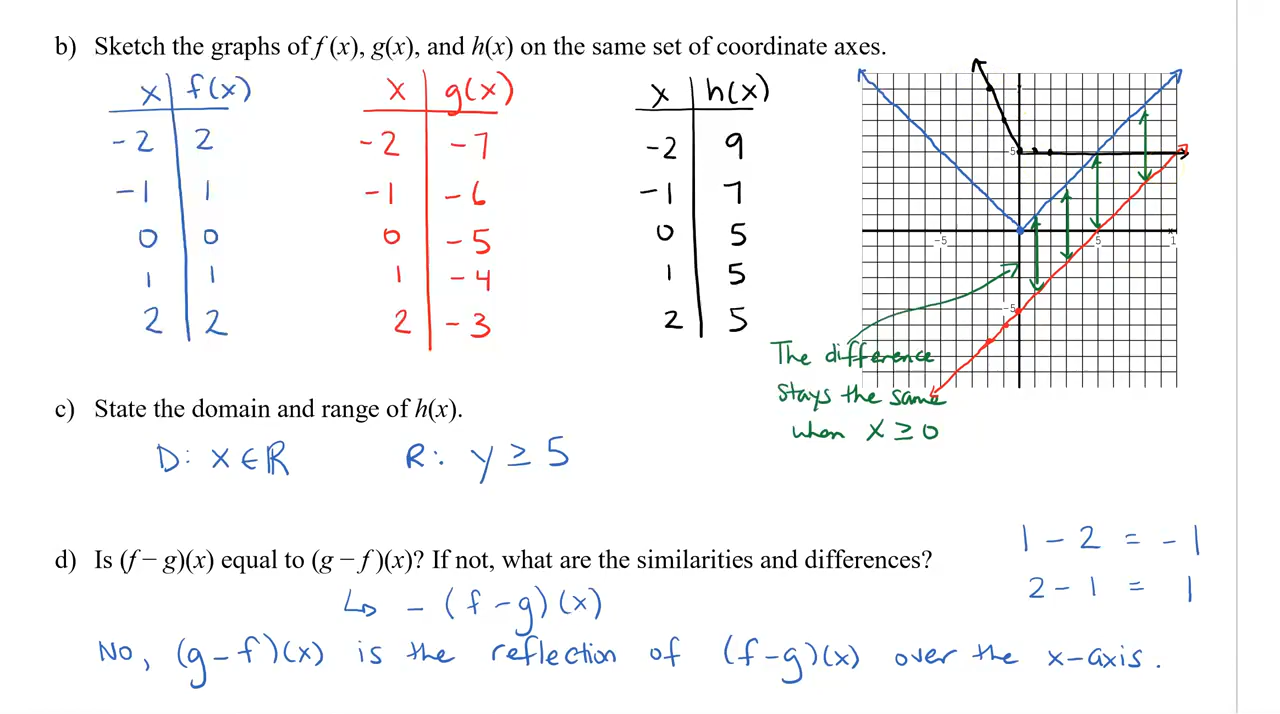 b) Sketch the graphs of f (x), g(x), and h(x) on the same set of coordinate axes.
x f(x)
-2 2
-1 1
0 0
1 1
2 2
x g(x)
-2 -7
-1 -6
0 -5
1 -4
2 -3
x h(x)
-2 9
-1 7
0 5
1 5
2 5
5
-5 5 1
-5
The difference
stays the same
when x ≥ 0
c) State the domain and range of h(x).
D: x ∈ ℝ R: y ≥ 5
d) Is (f − g)(x) equal to (g − f )(x)? If not, what are the similarities and differences?
1 - 2 = -1
2 - 1 = 1
↳ - (f - g)(x)
No, (g - f)(x) is the reflection of (f - g)(x) over the x-axis.